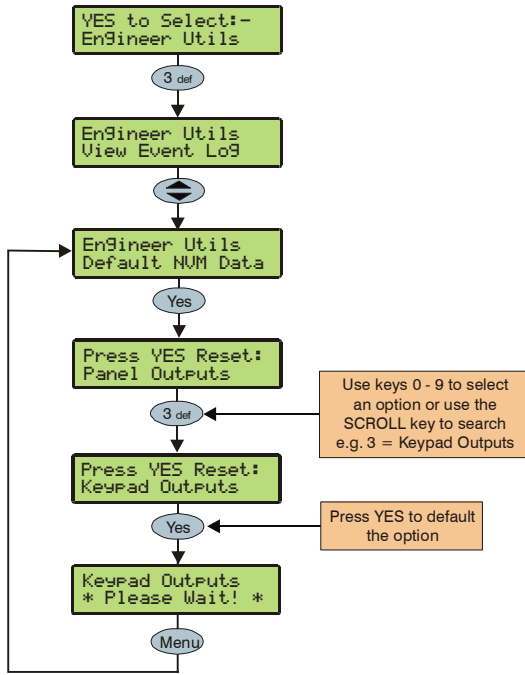 YES to Select:-
Engineer Utils
3 def
Engineer Utils
View Event Log
Engineer Utils
Default NVM Data
Yes
Press YES Reset:
Panel Outputs
3 def
Use keys 0 - 9 to select
an option or use the
SCROLL key to search
e.g. 3 = Keypad Outputs
Press YES Reset:
Keypad Outputs
Yes
Press YES to default
the option
Keypad Outputs
* Please Wait! *
Menu